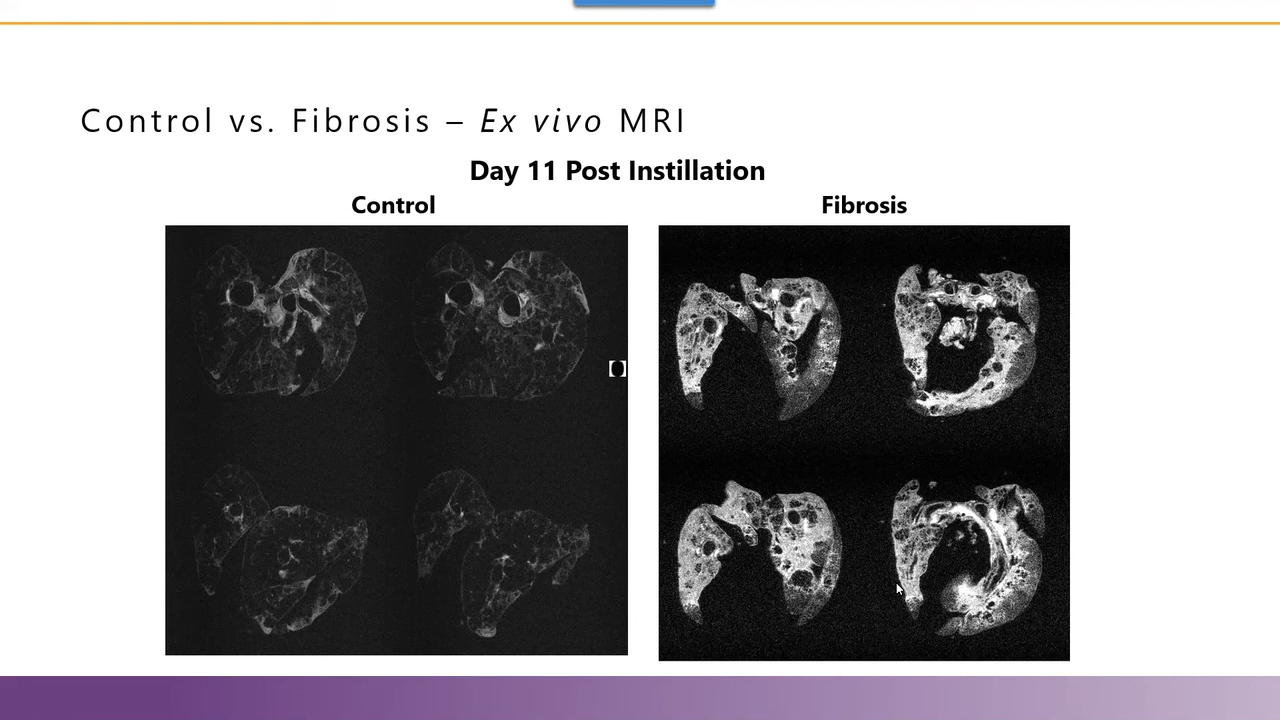 Control vs. Fibrosis – Ex vivo MRI
Day 11 Post Instillation
Control
Fibrosis